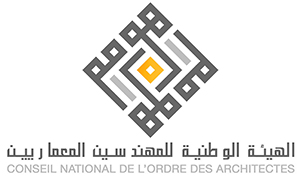 الهيئة الوطنية للمهندسين المعماريين
CONSEIL NATIONAL DE L'ORDRE DES ARCHITECTES